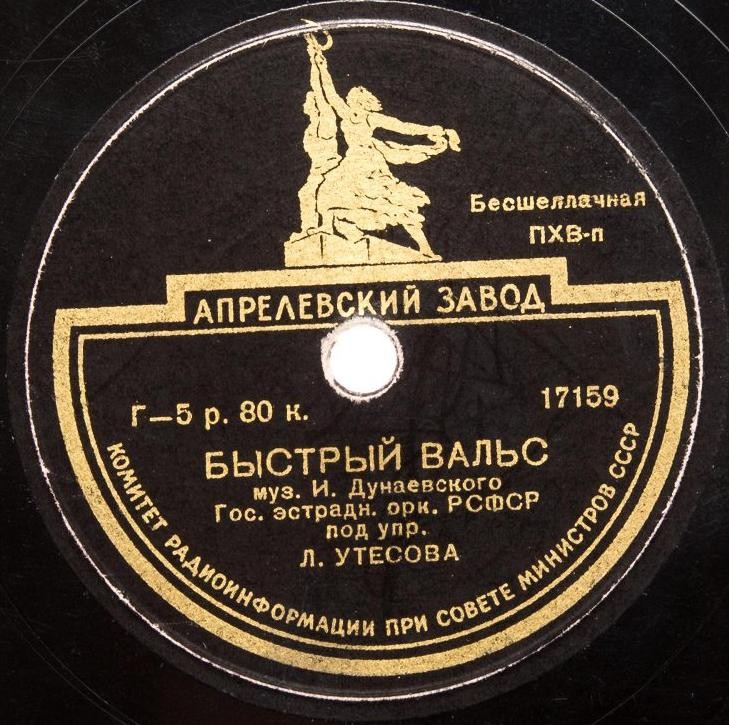 Бесшеллачная
ПХВ-п
АПРЕЛЕВСКИЙ ЗАВОД
Г–5 р. 80 к.
17159
БЫСТРЫЙ ВАЛЬС
муз. И. Дунаевского
Гос. эстрадн. орк. РСФСР
под упр.
Л. УТЕСОВА
КОМИТЕТ РАДИОИНФОРМАЦИИ ПРИ СОВЕТЕ МИНИСТРОВ СССР